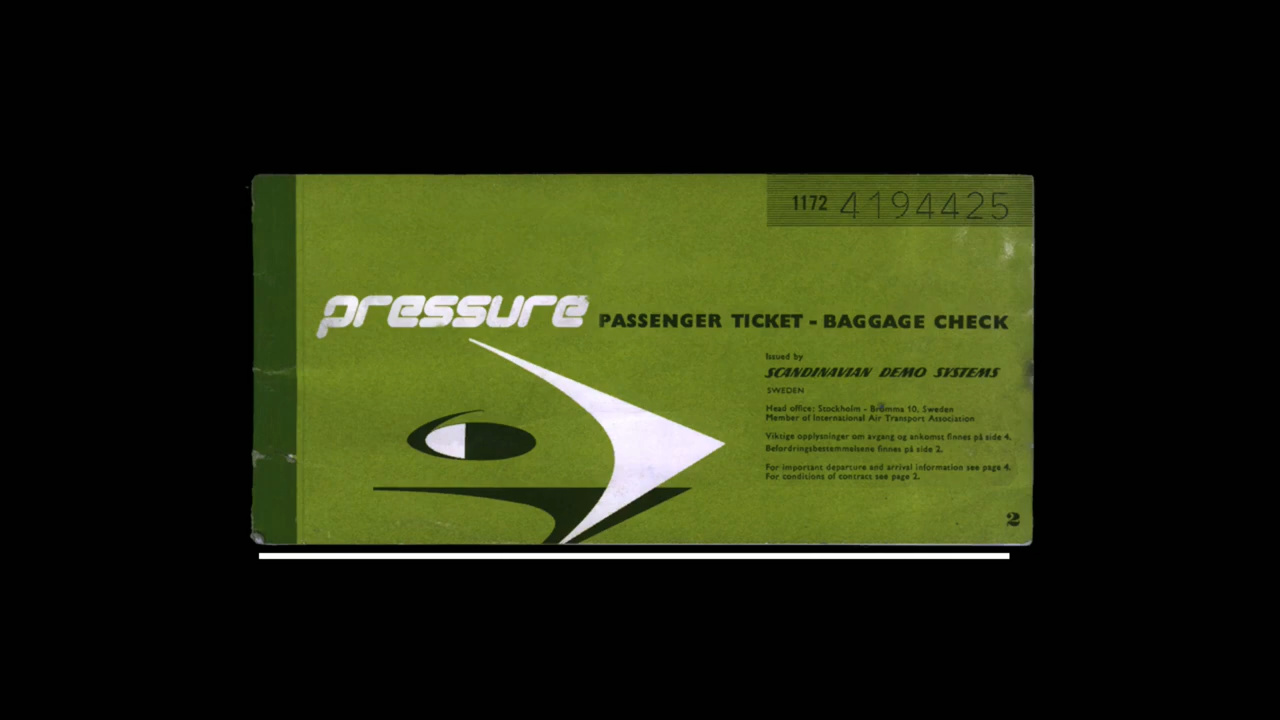 1172 4194425
pressure PASSENGER TICKET - BAGGAGE CHECK
Issued by
SCANDINAVIAN DEMO SYSTEMS
SWEDEN
Head office: Stockholm - Bromma 10, Sweden
Member of International Air Transport Association
Viktige opplysninger om avgang og ankomst finnes på side 4.
Befordringsbestemmelsene finnes på side 2.
For important departure and arrival information see page 4.
For conditions of contract see page 2.
2